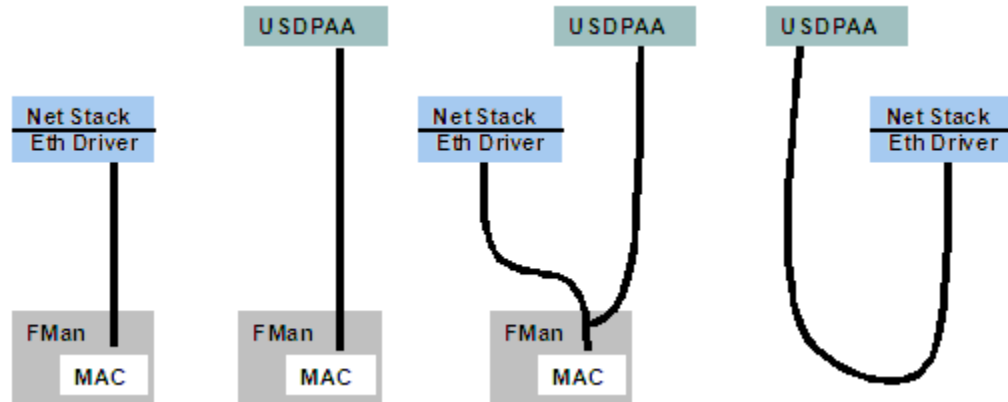 USDPAA
USDPAA
USDPAA
Net Stack
Eth Driver
Net Stack
Eth Driver
Net Stack
Eth Driver
FMan
MAC
FMan
MAC
FMan
MAC